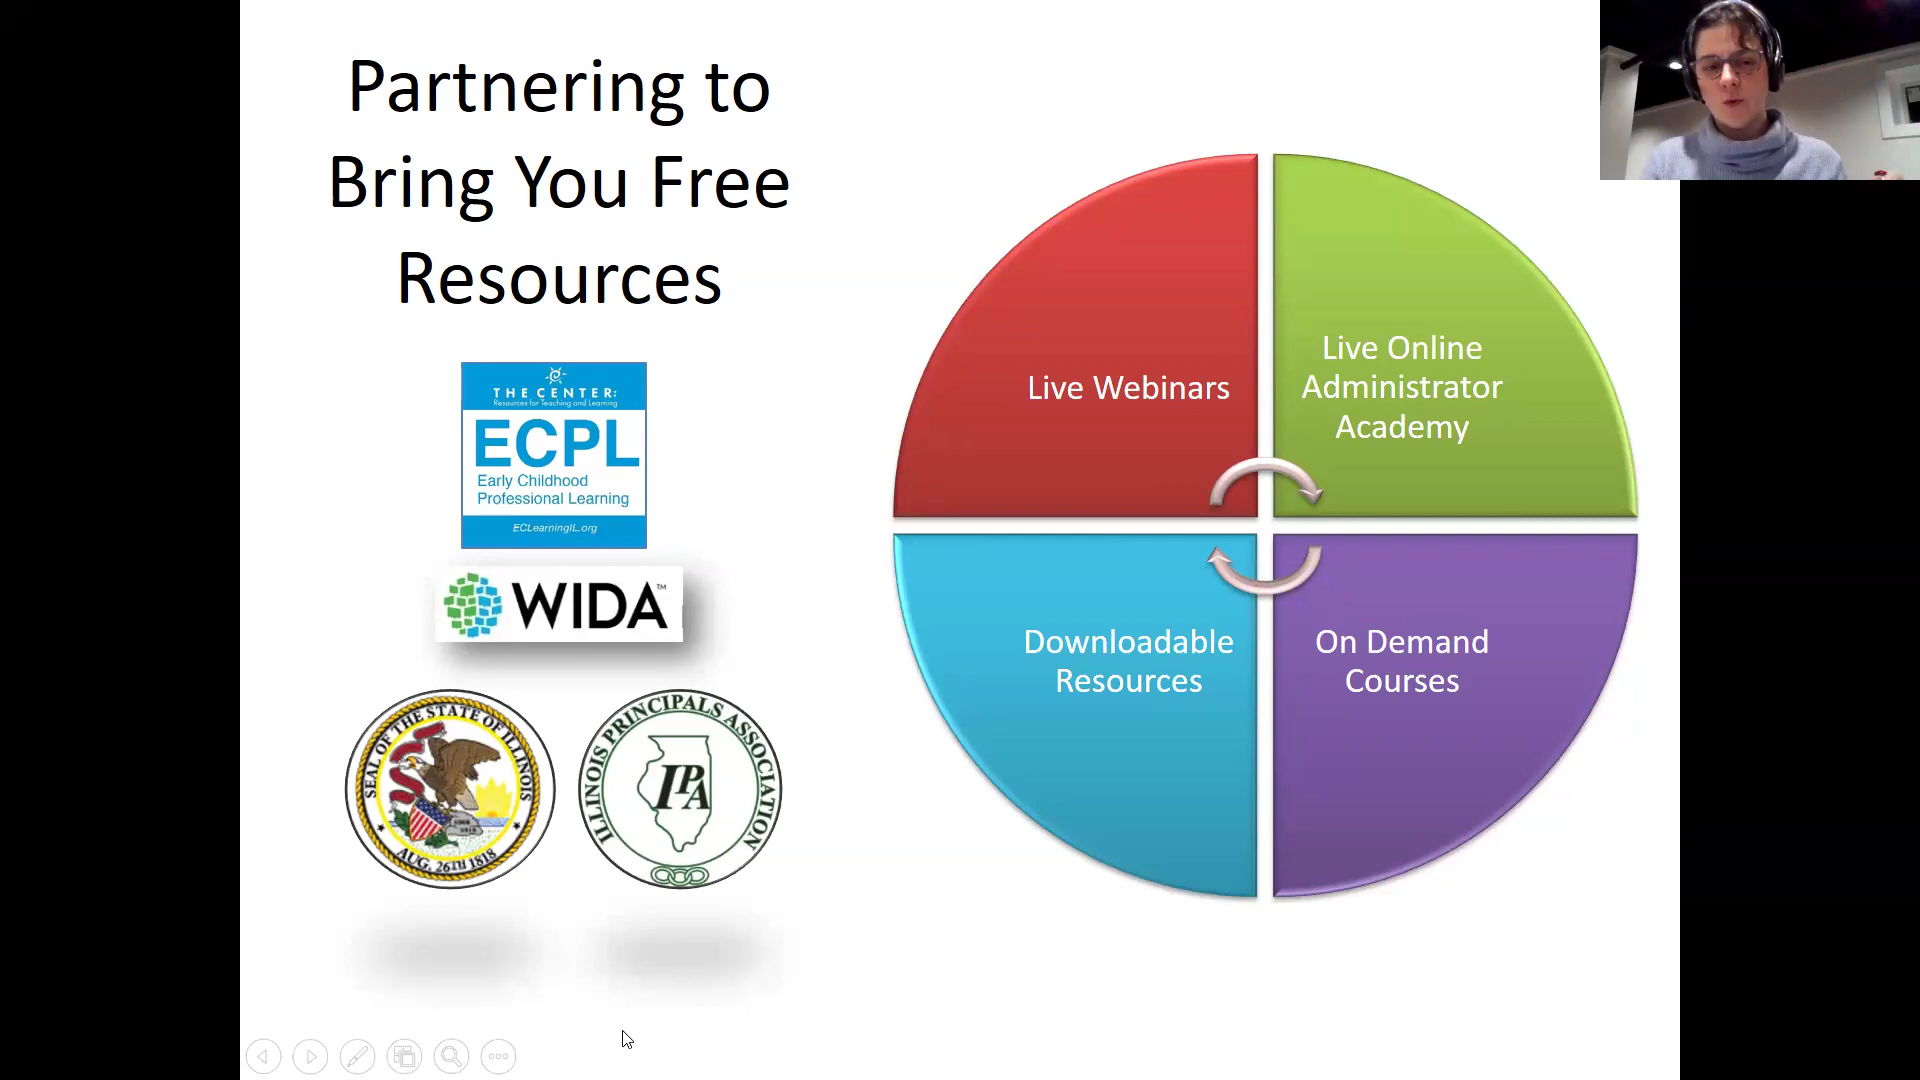 Partnering to
Bring You Free
Resources
THE CENTER:
Resources for Teaching and Learning
ECPL
Early Childhood
Professional Learning
ECLearningIL.org
WIDA™
SEAL OF THE STATE OF ILLINOIS
AUG. 26TH 1818
ILLINOIS PRINCIPALS ASSOCIATION
IPA
Live Webinars
Live Online
Administrator
Academy
Downloadable
Resources
On Demand
Courses